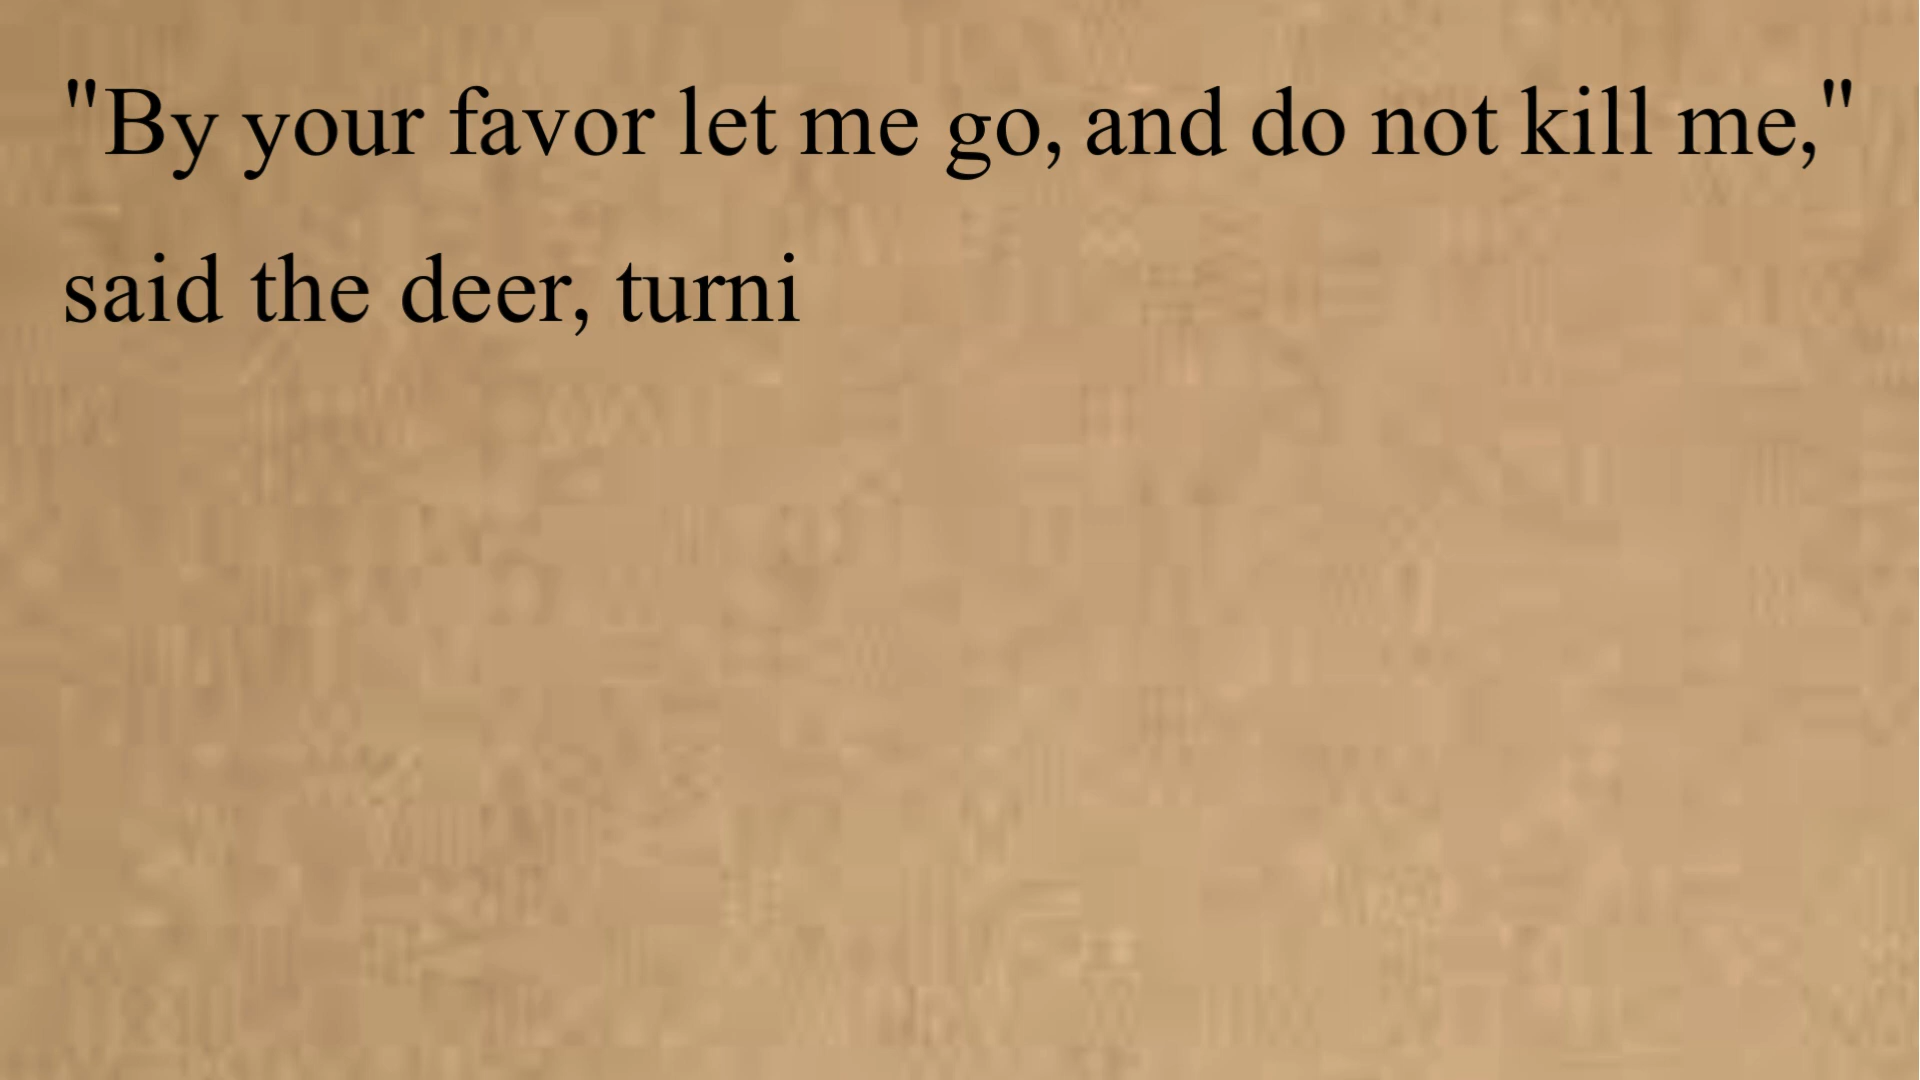 "By your favor let me go, and do not kill me,"
said the deer, turni